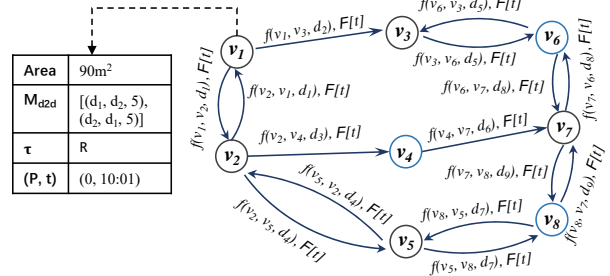 Area 90m²
M_d2d [(d₁, d₂, 5),
(d₂, d₁, 5)]
τ R
(P, t) (0, 10:01)
v₁
v₂
v₃
v₄
v₅
v₆
v₇
v₈
f(v₁, v₃, d₂), F[t]
f(v₆, v₃, d₅), F[t]
f(v₃, v₆, d₅), F[t]
f(v₁, v₂, d₁), F[t]
f(v₂, v₁, d₁), F[t]
f(v₆, v₇, d₈), F[t]
f(v₇, v₆, d₈), F[t]
f(v₂, v₄, d₃), F[t]
f(v₄, v₇, d₆), F[t]
f(v₇, v₈, d₉), F[t]
f(v₈, v₇, d₉), F[t]
f(v₅, v₂, d₄), F[t]
f(v₂, v₅, d₄), F[t]
f(v₈, v₅, d₇), F[t]
f(v₅, v₈, d₇), F[t]